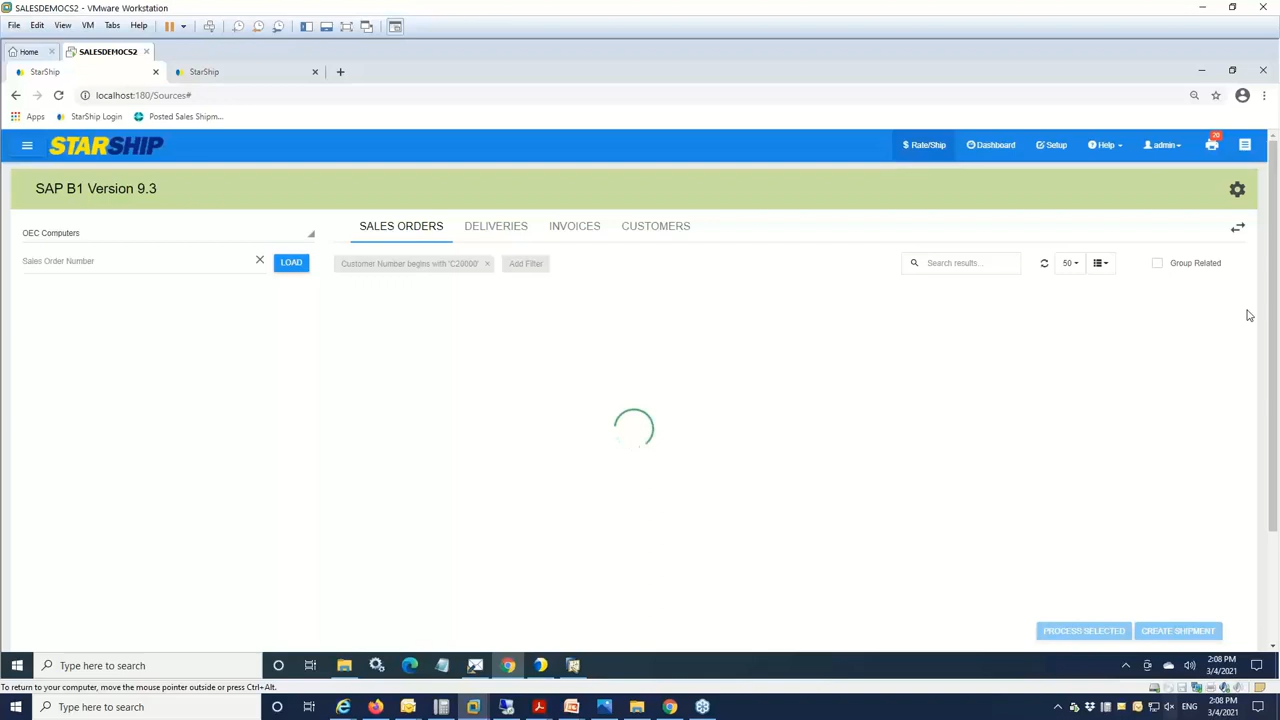 SALESDEMOCS2 - VMware Workstation
File Edit View VM Tabs Help
Home SALESDEMOCS2
StarShip StarShip
localhost:180/Sources#
Apps StarShip Login Posted Sales Shipm...
STARSHIP $ Rate/Ship Dashboard Setup Help admin 20
SAP B1 Version 9.3
OEC Computers SALES ORDERS DELIVERIES INVOICES CUSTOMERS
Sales Order Number LOAD Customer Number begins with 'C20000' × Add Filter Search results... 50 Group Related
PROCESS SELECTED CREATE SHIPMENT
Type here to search 2:08 PM
3/4/2021
To return to your computer, move the mouse pointer outside or press Ctrl+Alt.
Type here to search ENG 2:08 PM
3/4/2021